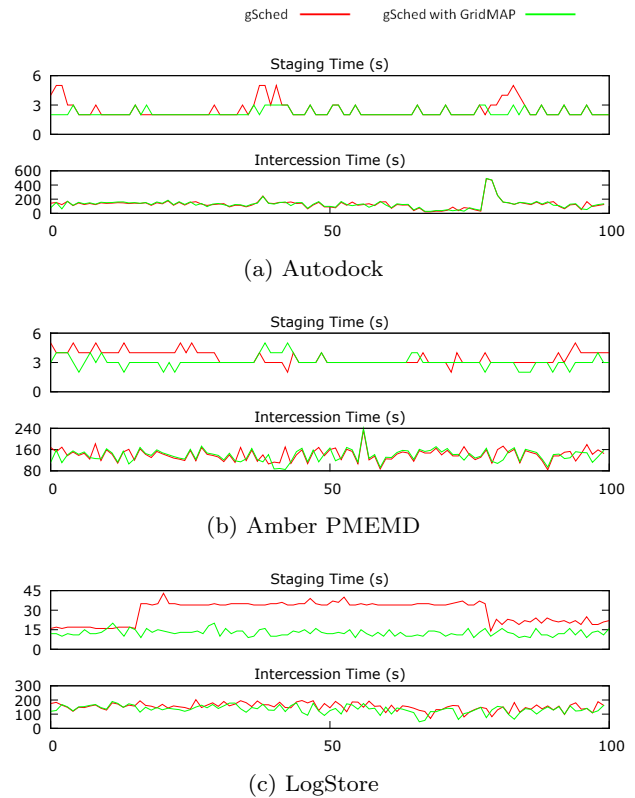 gSched gSched with GridMAP
Staging Time (s)
6
3
0
Intercession Time (s)
600
400
200
0
0 50 100
(a) Autodock
Staging Time (s)
6
3
0
Intercession Time (s)
240
160
80
0 50 100
(b) Amber PMEMD
Staging Time (s)
45
30
15
0
Intercession Time (s)
300
200
100
0
0 50 100
(c) LogStore